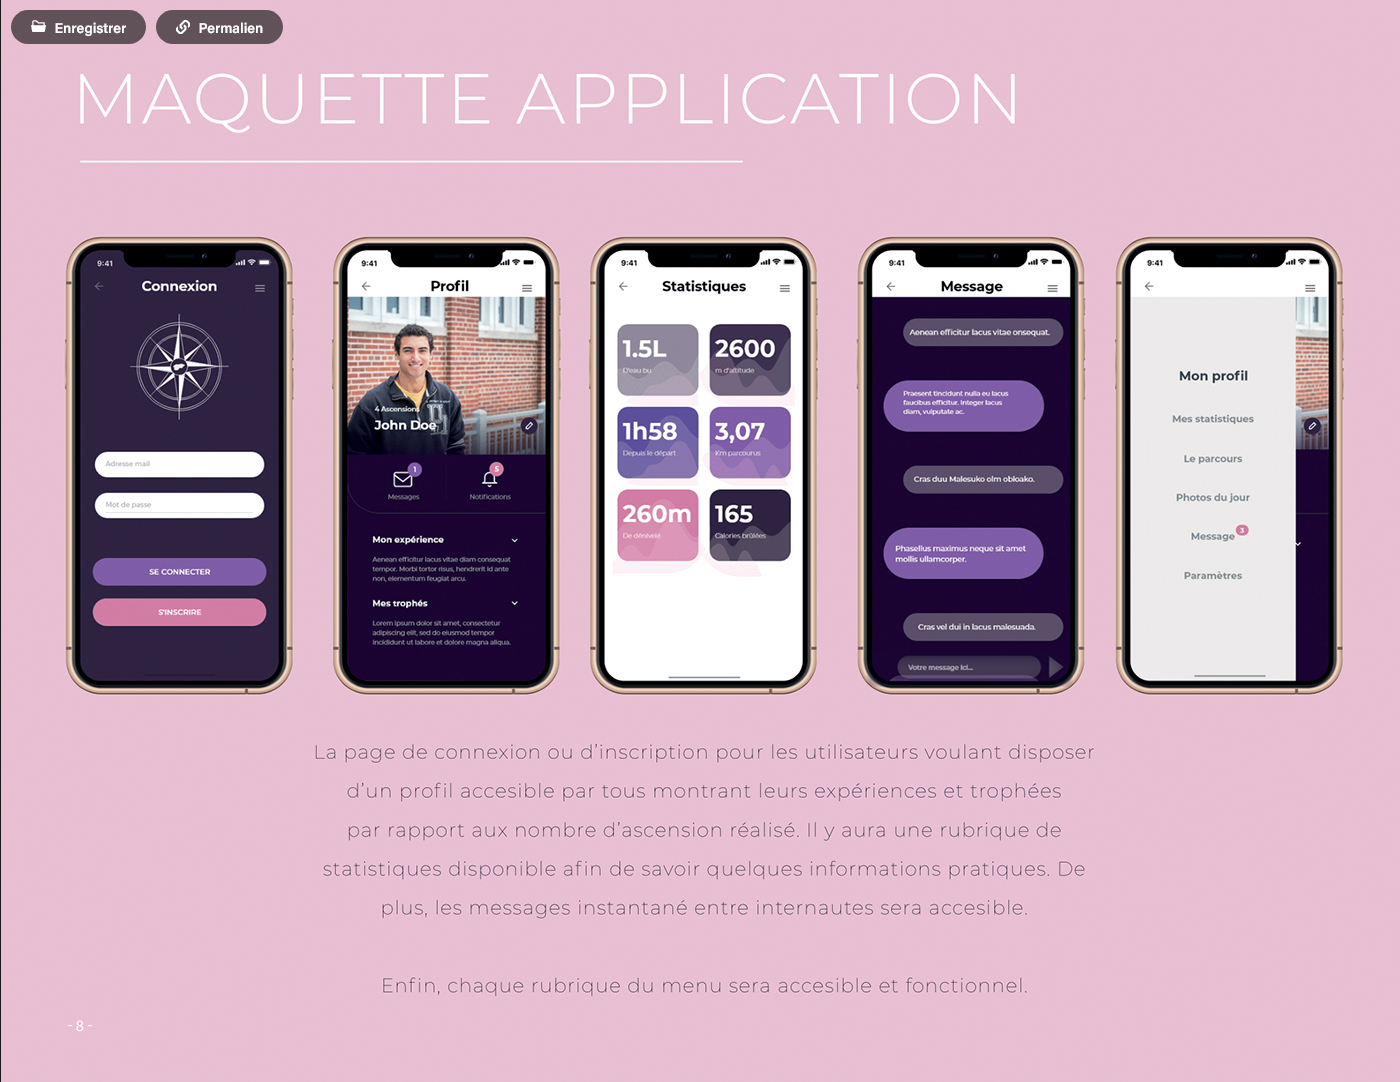 Enregistrer
Permalien
MAQUETTE APPLICATION
9:41
Connexion
Adresse mail
Mot de passe
SE CONNECTER
S'INSCRIRE
9:41
Profil
4 Ascensions
John Doe
1
Messages
5
Notifications
Mon expérience
Aenean efficitur lacus vitae diam consequat
tempor. Morbi tortor risus, hendrerit id ante
non, elementum feugiat arcu.
Mes trophés
Lorem ipsum dolor sit amet, consectetur
adipiscing elit, sed do eiusmod tempor
incididunt ut labore et dolore magna aliqua.
9:41
Statistiques
1.5L
D'eau bu
2600
m d'altitude
1h58
Depuis le départ
3,07
Km parcourus
260m
De dénivelé
165
Calories brûlées
9:41
Message
Aenean efficitur lacus vitae onsequat.
Praesent tincidunt nulla eu lacus
faucibus efficitur. Integer lacus
diam, vulputate ac.
Cras duu Malesuko olm obloako.
Phasellus maximus neque sit amet
mollis ullamcorper.
Cras vel dui in lacus malesuada.
Votre message ici...
9:41
Mon profil
Mes statistiques
Le parcours
Photos du jour
Message
3
Paramètres
La page de connexion ou d'inscription pour les utilisateurs voulant disposer
d'un profil accesible par tous montrant leurs expériences et trophées
par rapport aux nombre d'ascension réalisé. Il y aura une rubrique de
statistiques disponible afin de savoir quelques informations pratiques. De
plus, les messages instantané entre internautes sera accesible.
Enfin, chaque rubrique du menu sera accesible et fonctionnel.
- 8 -